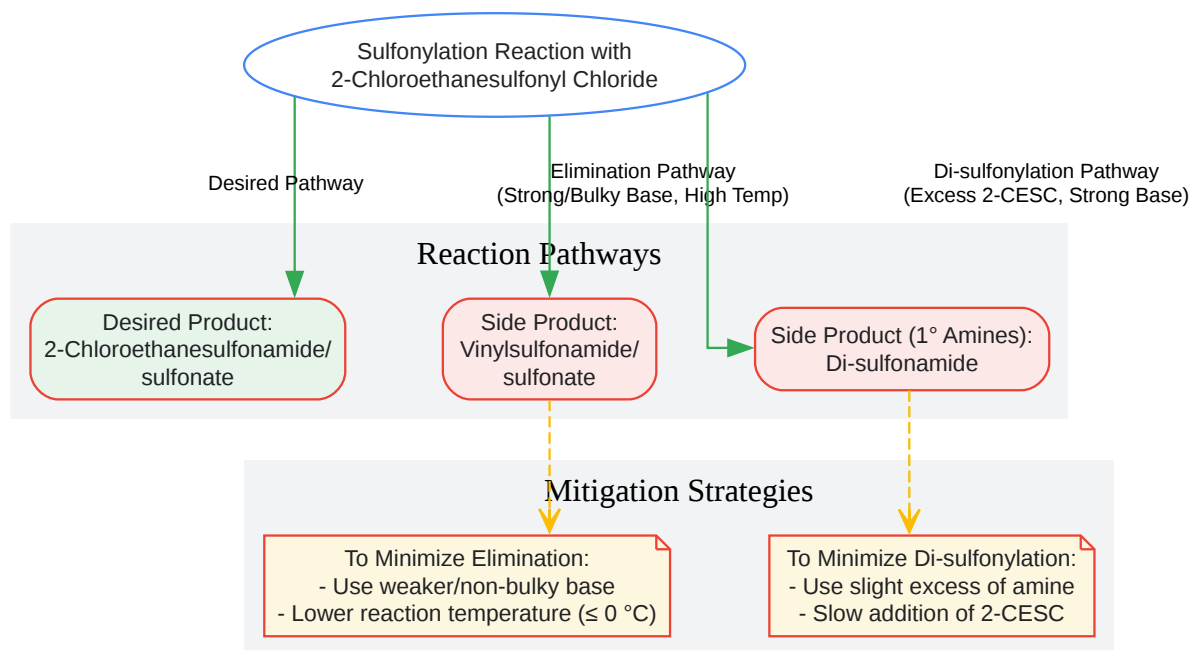 Sulfonylation Reaction with
2-Chloroethanesulfonyl Chloride
Desired Pathway
Elimination Pathway
(Strong/Bulky Base, High Temp)
Di-sulfonylation Pathway
(Excess 2-CESC, Strong Base)
Reaction Pathways
Desired Product:
2-Chloroethanesulfonamide/
sulfonate
Side Product:
Vinylsulfonamide/
sulfonate
Side Product (1° Amines):
Di-sulfonamide
Mitigation Strategies
To Minimize Elimination:
- Use weaker/non-bulky base
- Lower reaction temperature (≤ 0 °C)
To Minimize Di-sulfonylation:
- Use slight excess of amine
- Slow addition of 2-CESC